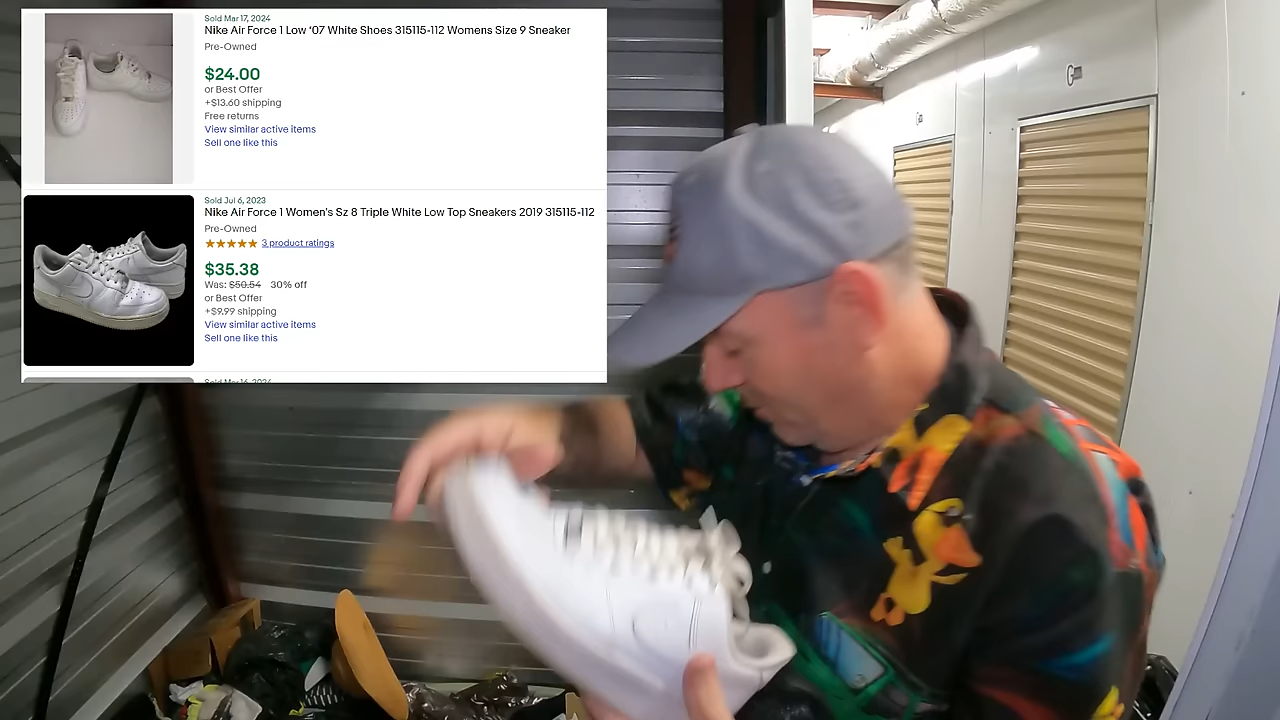 Sold Mar 17, 2024
Nike Air Force 1 Low ‘07 White Shoes 315115-112 Womens Size 9 Sneaker
Pre-Owned
$24.00
or Best Offer
+$13.60 shipping
Free returns
View similar active items
Sell one like this
Sold Jul 6, 2023
Nike Air Force 1 Women's Sz 8 Triple White Low Top Sneakers 2019 315115-112
Pre-Owned
3 product ratings
$35.38
Was: $50.54 30% off
or Best Offer
+$9.99 shipping
View similar active items
Sell one like this
Sold Mar 16, 2024